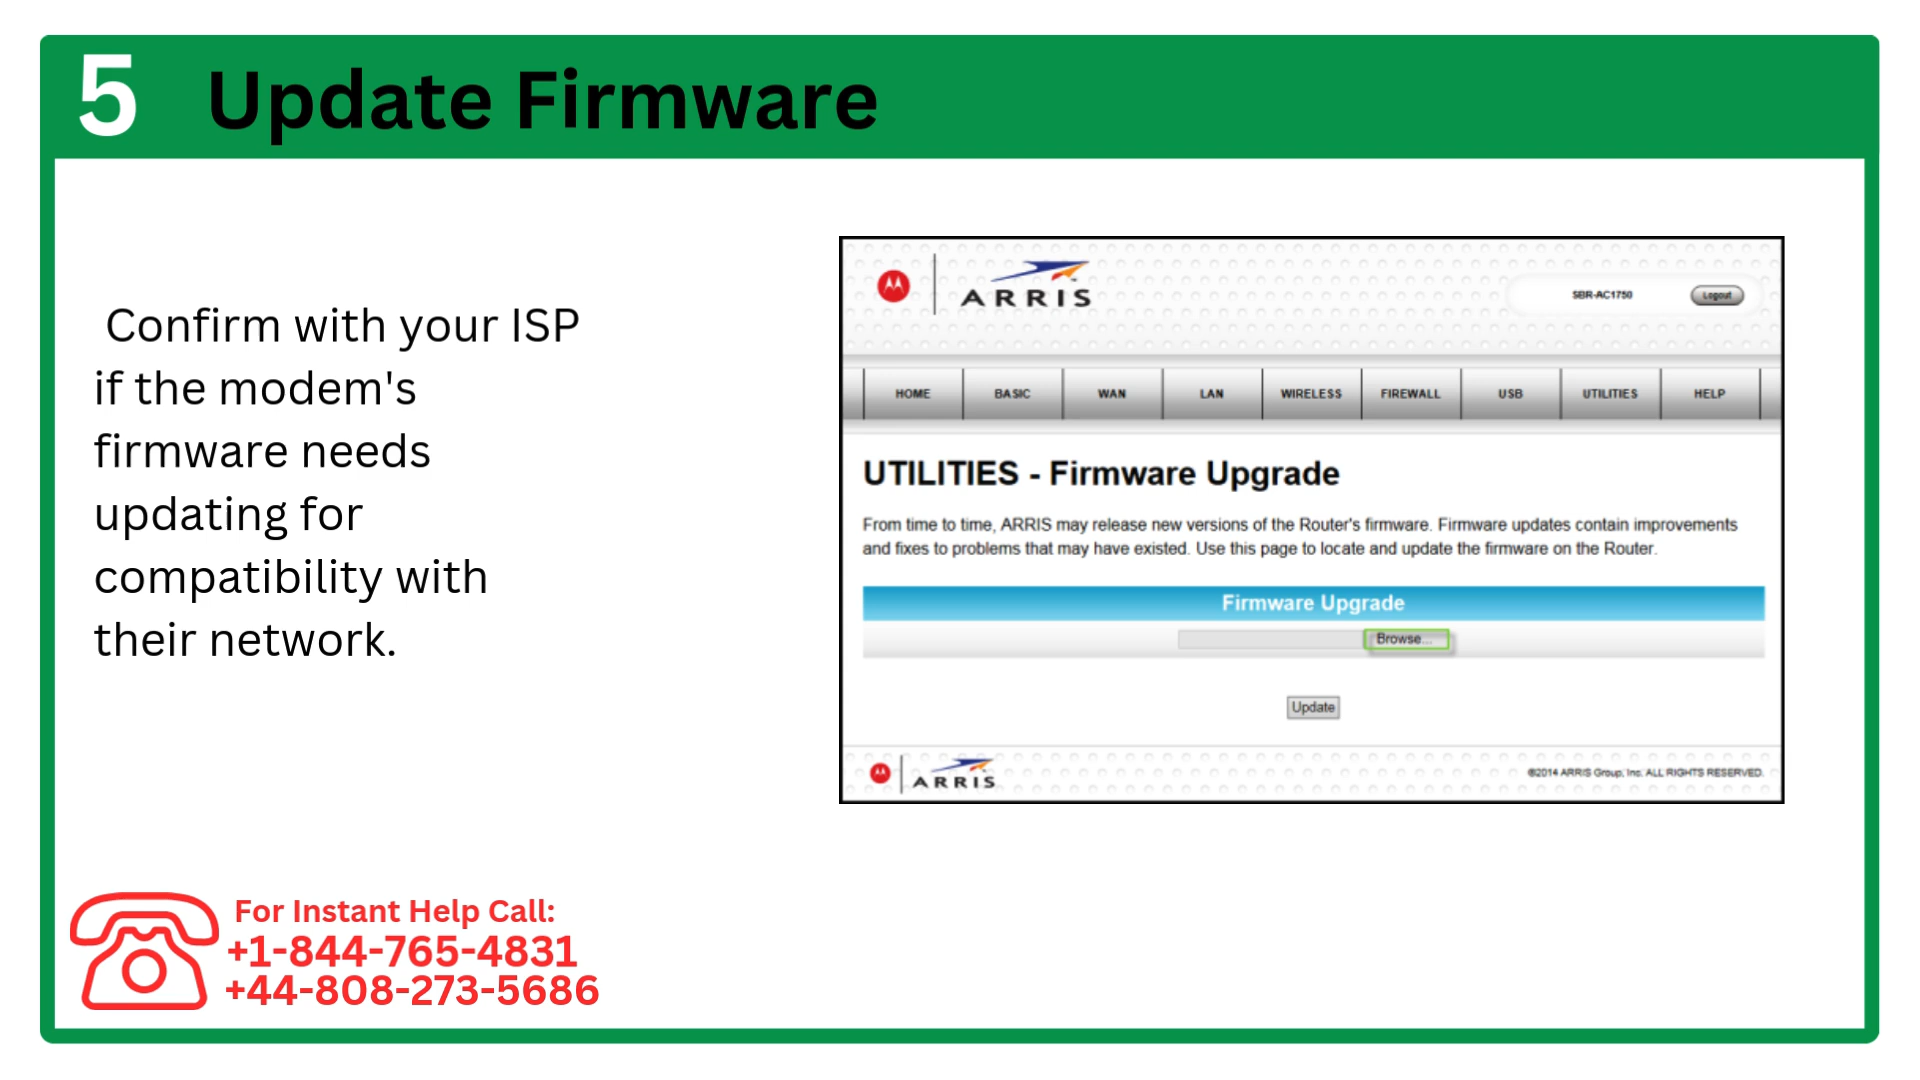 5 Update Firmware
Confirm with your ISP
if the modem's
firmware needs
updating for
compatibility with
their network.
ARRIS
SBR-AC1750 Logout
HOME BASIC WAN LAN WIRELESS FIREWALL USB UTILITIES HELP
UTILITIES - Firmware Upgrade
From time to time, ARRIS may release new versions of the Router's firmware. Firmware updates contain improvements
and fixes to problems that may have existed. Use this page to locate and update the firmware on the Router.
Firmware Upgrade
Browse...
Update
ARRIS
©2014 ARRIS Group, Inc. ALL RIGHTS RESERVED.
For Instant Help Call:
+1-844-765-4831
+44-808-273-5686